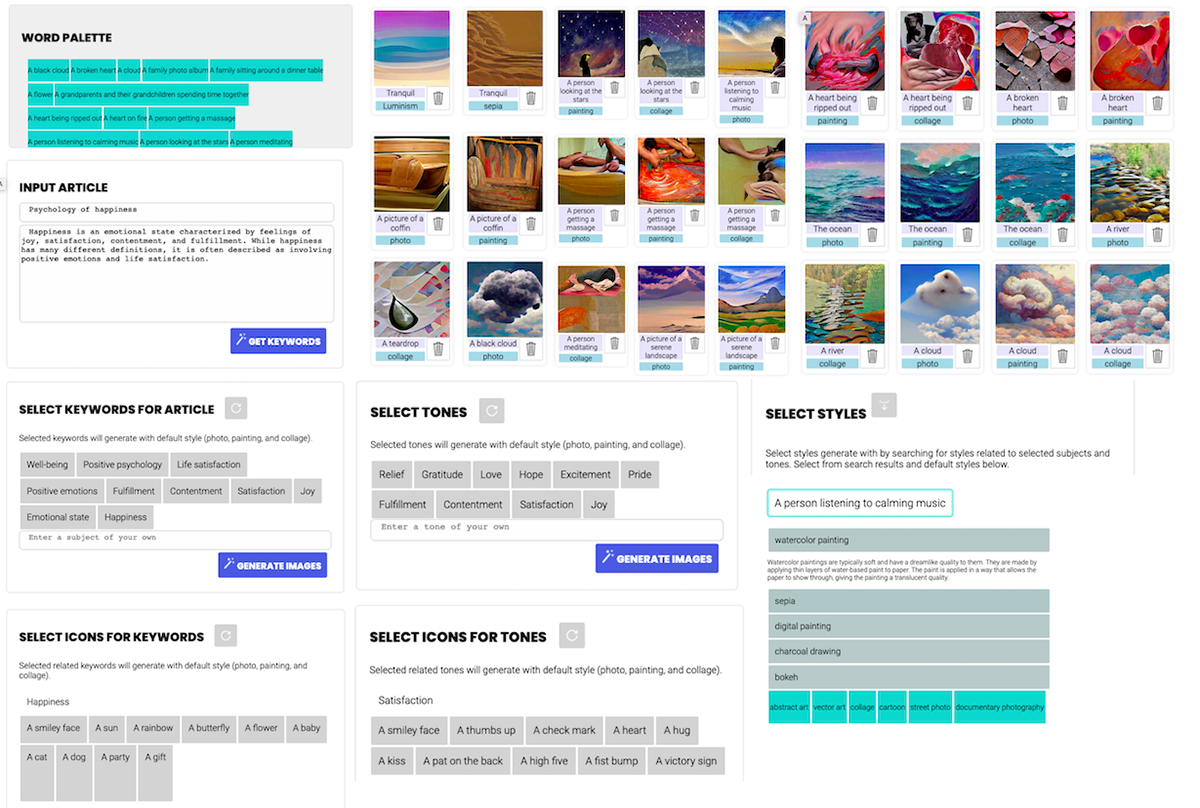 WORD PALETTE
A black cloud A broken heart A cloud A family photo album A family sitting around a dinner table
A flower A grandparents and their grandchildren spending time together
A heart being ripped out A heart on fire A person getting a massage
A person listening to calming music A person looking at the stars A person meditating
A
INPUT ARTICLE
Psychology of happiness
Happiness is an emotional state characterized by feelings of
joy, satisfaction, contentment, and fulfillment. While happiness
has many different definitions, it is often described as involving
positive emotions and life satisfaction.
GET KEYWORDS
Tranquil
Luminism
Tranquil
sepia
A person
looking at the
stars
painting
A person
looking at the
stars
collage
A person
listening to
calming
music
photo
A
A heart being
ripped out
painting
A heart being
ripped out
collage
A broken
heart
photo
A broken
heart
painting
A picture of a
coffin
photo
A picture of a
coffin
painting
A person
getting a
massage
photo
A person
getting a
massage
painting
A person
getting a
massage
collage
The ocean
photo
The ocean
painting
The ocean
collage
A river
photo
A teardrop
collage
A black cloud
photo
A person
meditating
collage
A picture of a
serene
landscape
photo
A picture of a
serene
landscape
painting
A river
collage
A cloud
photo
A cloud
painting
A cloud
collage
SELECT KEYWORDS FOR ARTICLE
Selected keywords will generate with default style (photo, painting, and collage).
Well-being Positive psychology Life satisfaction
Positive emotions Fulfillment Contentment Satisfaction Joy
Emotional state Happiness
Enter a subject of your own
GENERATE IMAGES
SELECT TONES
Selected tones will generate with default style (photo, painting, and collage).
Relief Gratitude Love Hope Excitement Pride
Fulfillment Contentment Satisfaction Joy
Enter a tone of your own
GENERATE IMAGES
SELECT STYLES
Select styles generate with by searching for styles related to selected subjects and
tones. Select from search results and default styles below.
A person listening to calming music
watercolor painting
Watercolor paintings are typically soft and have a dreamlike quality to them. They are made by
applying thin layers of water-based paint to paper. The paint is applied in a way that allows the
paper to show through, giving the painting a translucent quality.
sepia
digital painting
charcoal drawing
bokeh
abstract art vector art collage cartoon street photo documentary photography
SELECT ICONS FOR KEYWORDS
Selected related keywords will generate with default style (photo, painting, and
collage).
Happiness
A smiley face A sun A rainbow A butterfly A flower A baby
A cat A dog A party A gift
SELECT ICONS FOR TONES
Selected related tones will generate with default style (photo, painting, and collage).
Satisfaction
A smiley face A thumbs up A check mark A heart A hug
A kiss A pat on the back A high five A fist bump A victory sign